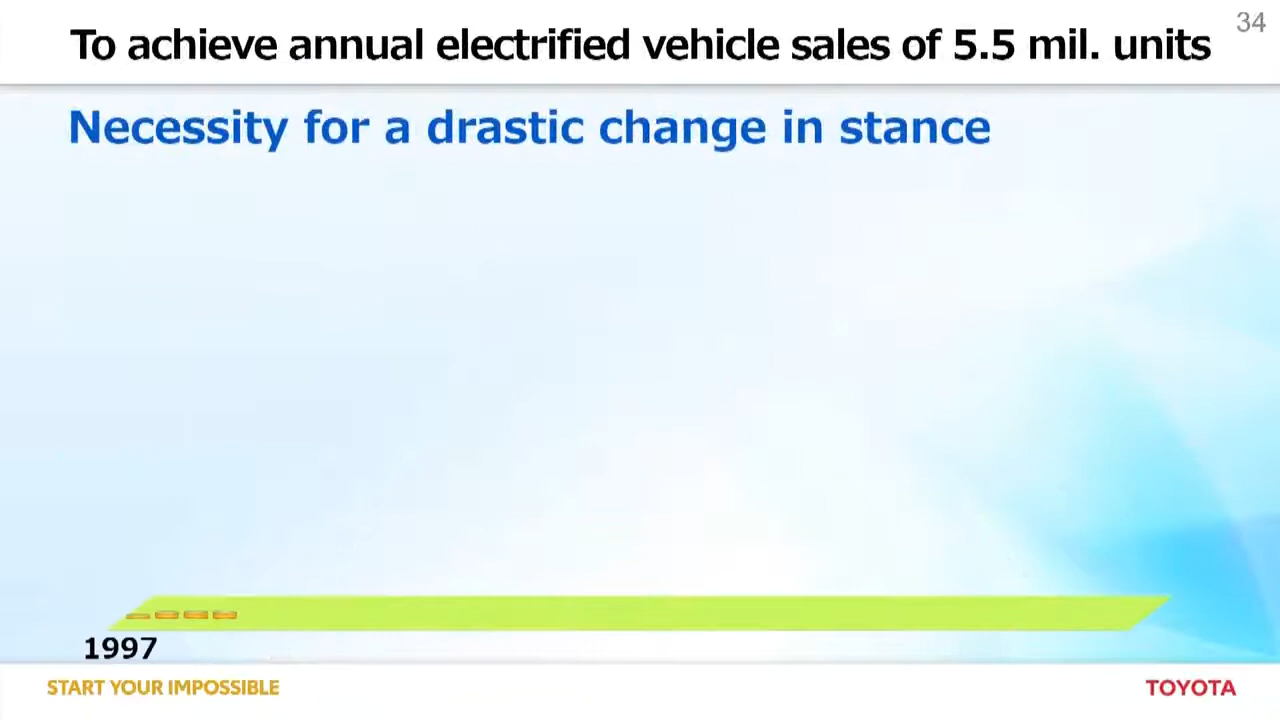 34
To achieve annual electrified vehicle sales of 5.5 mil. units
Necessity for a drastic change in stance
1997
START YOUR IMPOSSIBLE
TOYOTA